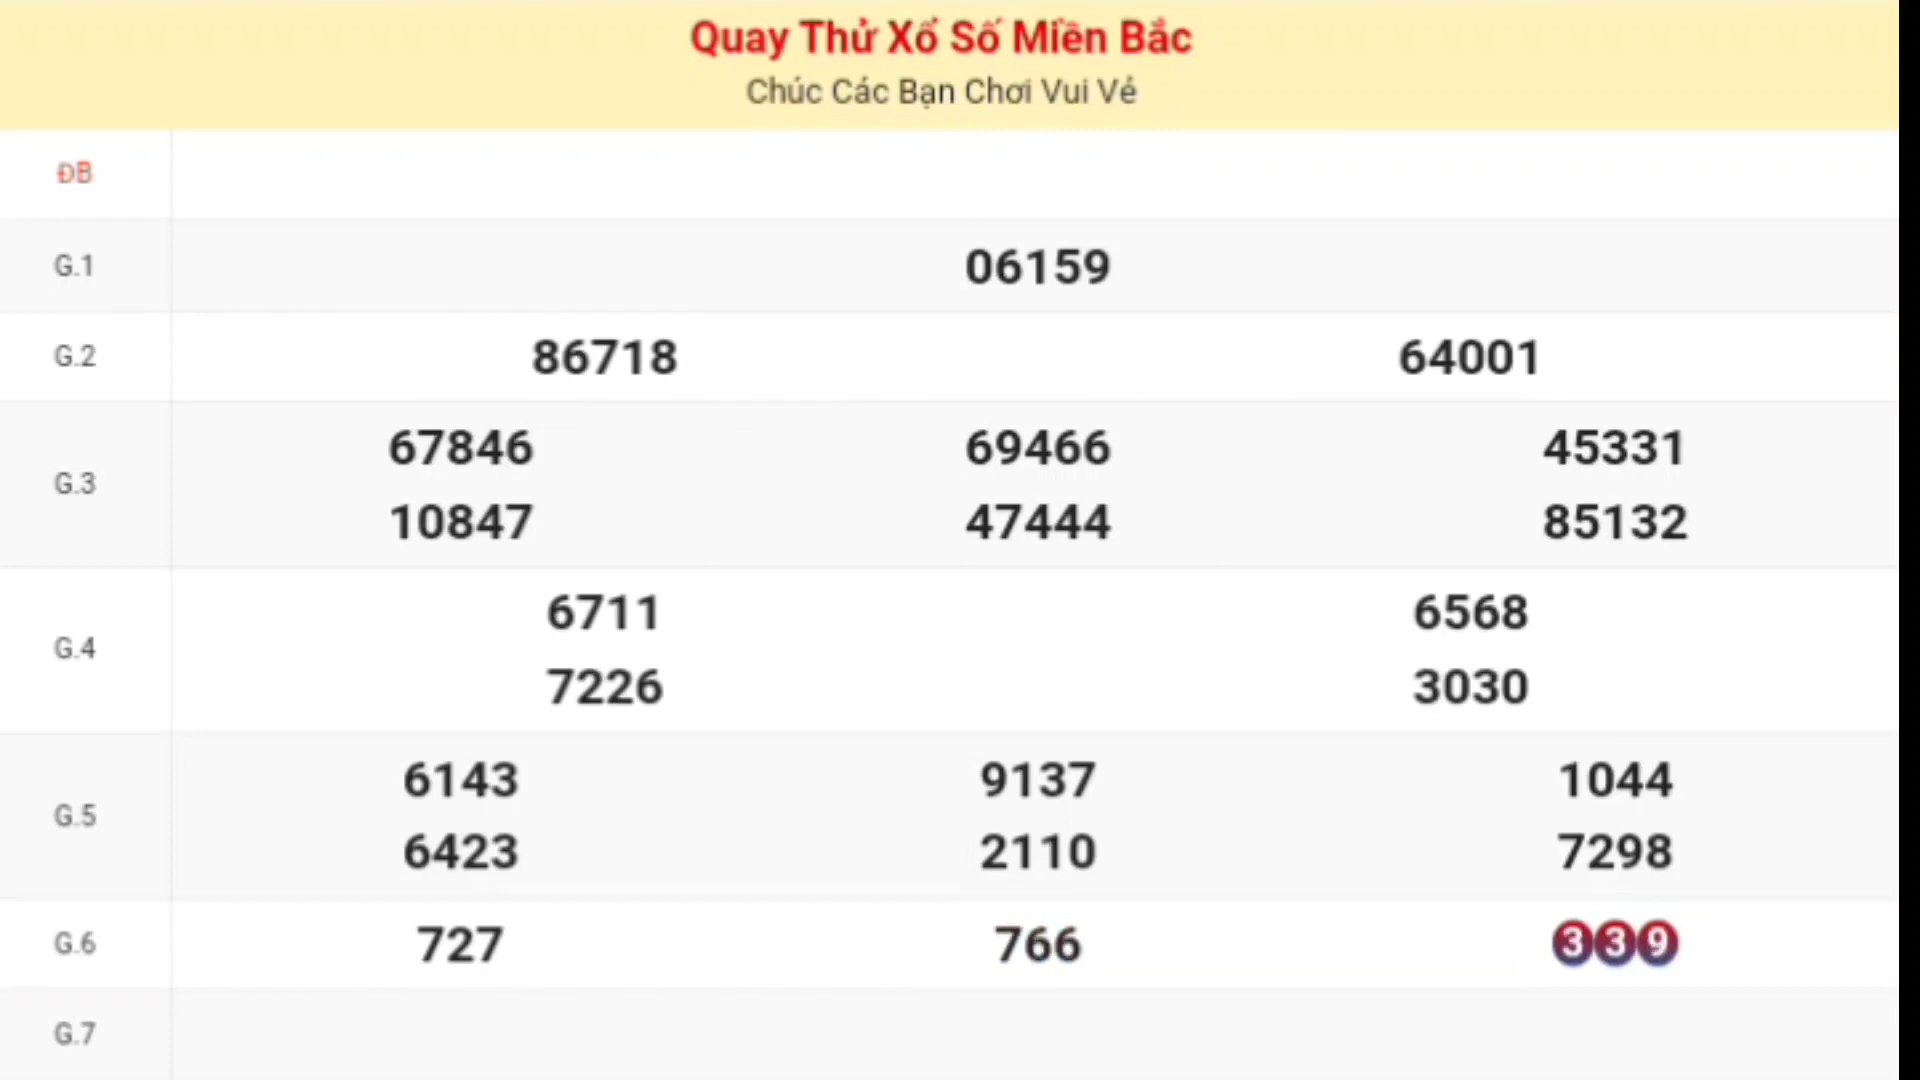 Quay Thử Xổ Số Miền Bắc
Chúc Các Bạn Chơi Vui Vẻ
ĐB
G.1 06159
G.2 86718 64001
G.3 67846 69466 45331
10847 47444 85132
G.4 6711 6568
7226 3030
G.5 6143 9137 1044
6423 2110 7298
G.6 727 766 339
G.7